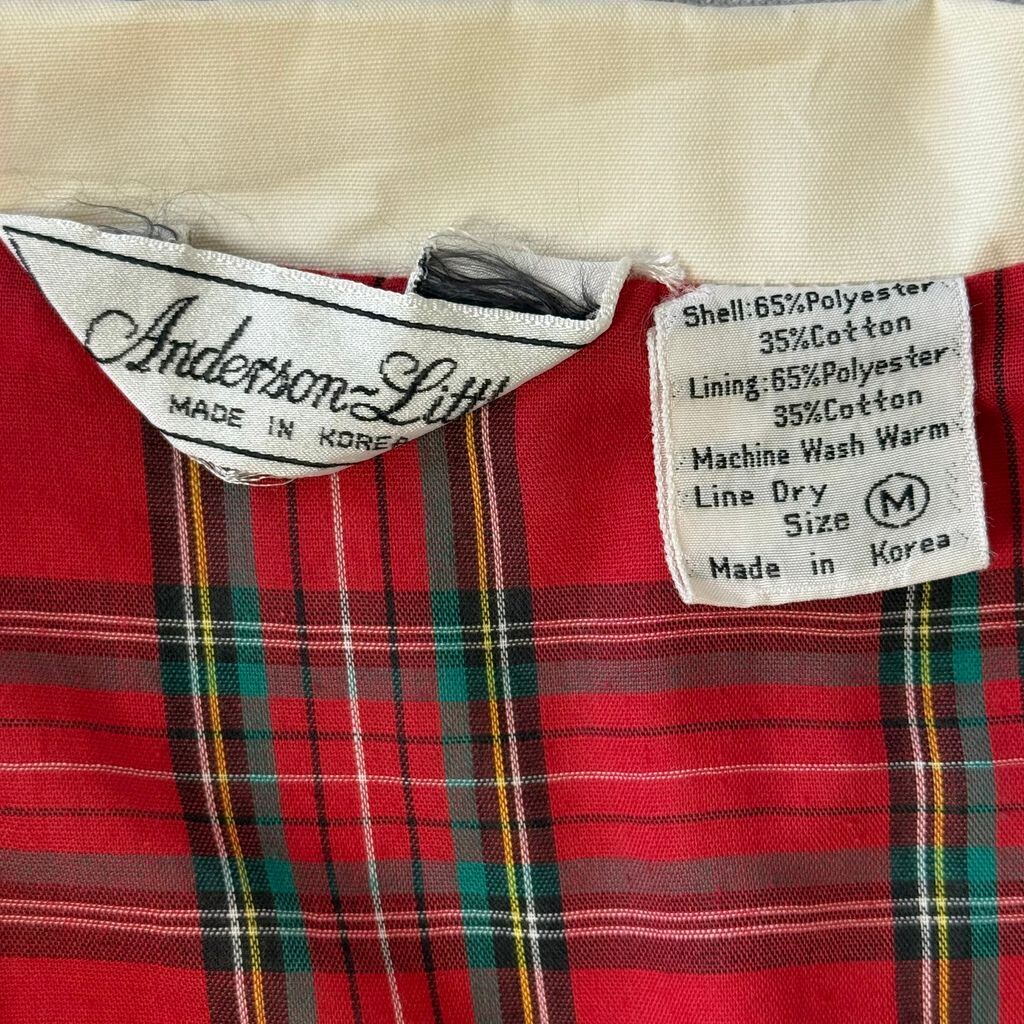 Anderson~Littl
MADE IN KOREA
Shell:65%Polyester
35%Cotton
Lining:65%Polyester
35%Cotton
Machine Wash Warm
Line Dry
Size M
Made in Korea